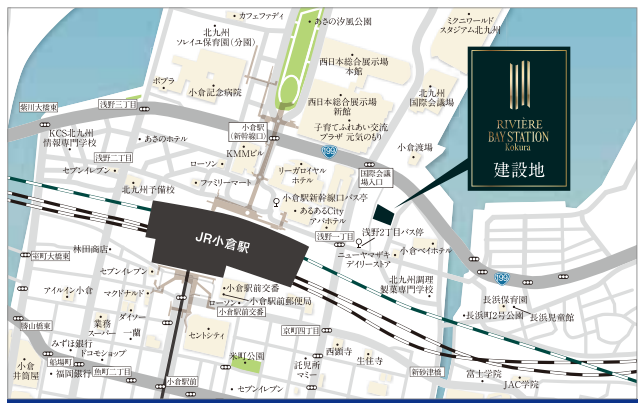 カフェファディ
あさの汐風公園
ミクニワールド
スタジアム北九州
北九州
ソレイユ保育園(分園)
西日本総合展示場
本館
ポプラ
小倉記念病院
北九州
国際会議場
紫川大橋東
浅野三丁目
西日本総合展示場
新館
小倉駅
(新幹線口)
子育てふれあい交流
プラザ 元気のもり
KCS北九州
情報専門学校
あさのホテル
199
小倉渡場
RIVIÈRE
BAY STATION
Kokura
建設地
浅野二丁目
KMMビル
セブンイレブン
ローソン
リーガロイヤル
ホテル
国際会議
場入口
北九州予備校
ファミリーマート
小倉駅新幹線口バス亭
あるあるCity
アパホテル
JR小倉駅
浅野一丁目
浅野2丁目バス停
ニューヤマザキ
デイリーストア
小倉ベイホテル
林田商店
室町大橋東
セブンイレブン
北九州調理
製菓専門学校
199
アイルイン小倉
マクドナルド
小倉駅前交番
ローソン
小倉駅前郵便局
小倉駅前交番
長浜保育園
長浜町2号公園
長浜児童館
ダイソー
業務
スーパー
一蘭
勝山橋東
みずほ銀行
ドコモショップ
セントシティ
京町四丁目
船場町
福岡銀行
魚町二丁目
米町公園
西顕寺
生住寺
託児所
マミー
小倉
井筒屋
小倉駅前
セブンイレブン
新砂津橋
富士学院
JAC学院